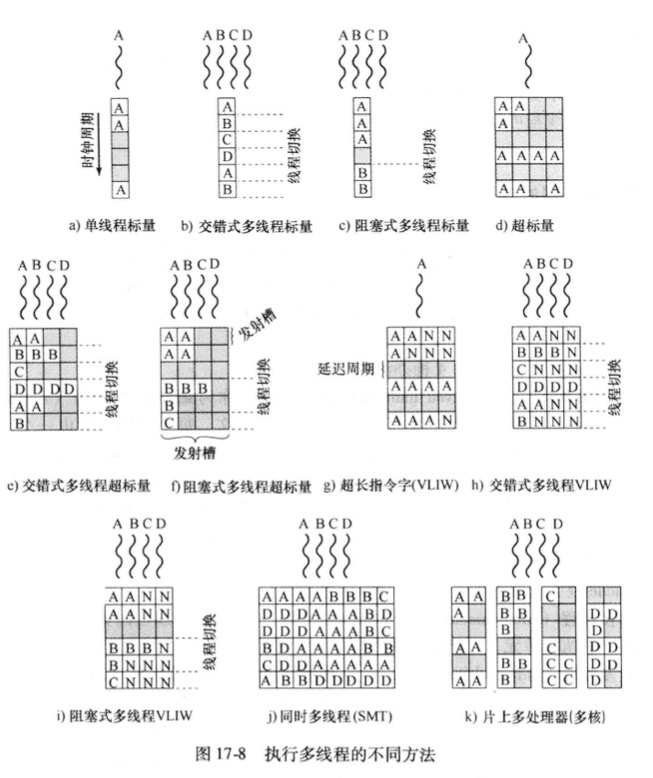 A
A B C D
A B C D
A
时钟周期
A
A
A
A
B
C
D
A
B
线程切换
A
A
A
B
B
线程切换
A A
A
A A A A
A A A
a) 单线程标量
b) 交错式多线程标量
c) 阻塞式多线程标量
d) 超标量
A B C D
A B C D
A
A B C D
A A
B B B
C
D D D D
A A
B
线程切换
A A
A A
B B B
B
C
发射槽
线程切换
发射槽
延迟周期
A A N N
A N N N
A A A A
A A A N
A A N N
B B B N
C N N N
D D D D
A A N N
B N N N
线程切换
e) 交错式多线程超标量
f) 阻塞式多线程超标量
g) 超长指令字(VLIW)
h) 交错式多线程VLIW
A B C D
A B C D
A B C D
A A N N
A A N N
B B B N
B N N N
C N N N
线程切换
A A A A B B B C
D D D A A A B D
D D D A A A B C
B D A A A A B B
C D D A A A A A
A B B D D D D D
A A
A
A A
A A
B B
B B
B
B B
B
C
C
C C
C C
D D
D
D D
D D
D
i) 阻塞式多线程VLIW
j) 同时多线程(SMT)
k) 片上多处理器(多核)
图 17-8 执行多线程的不同方法